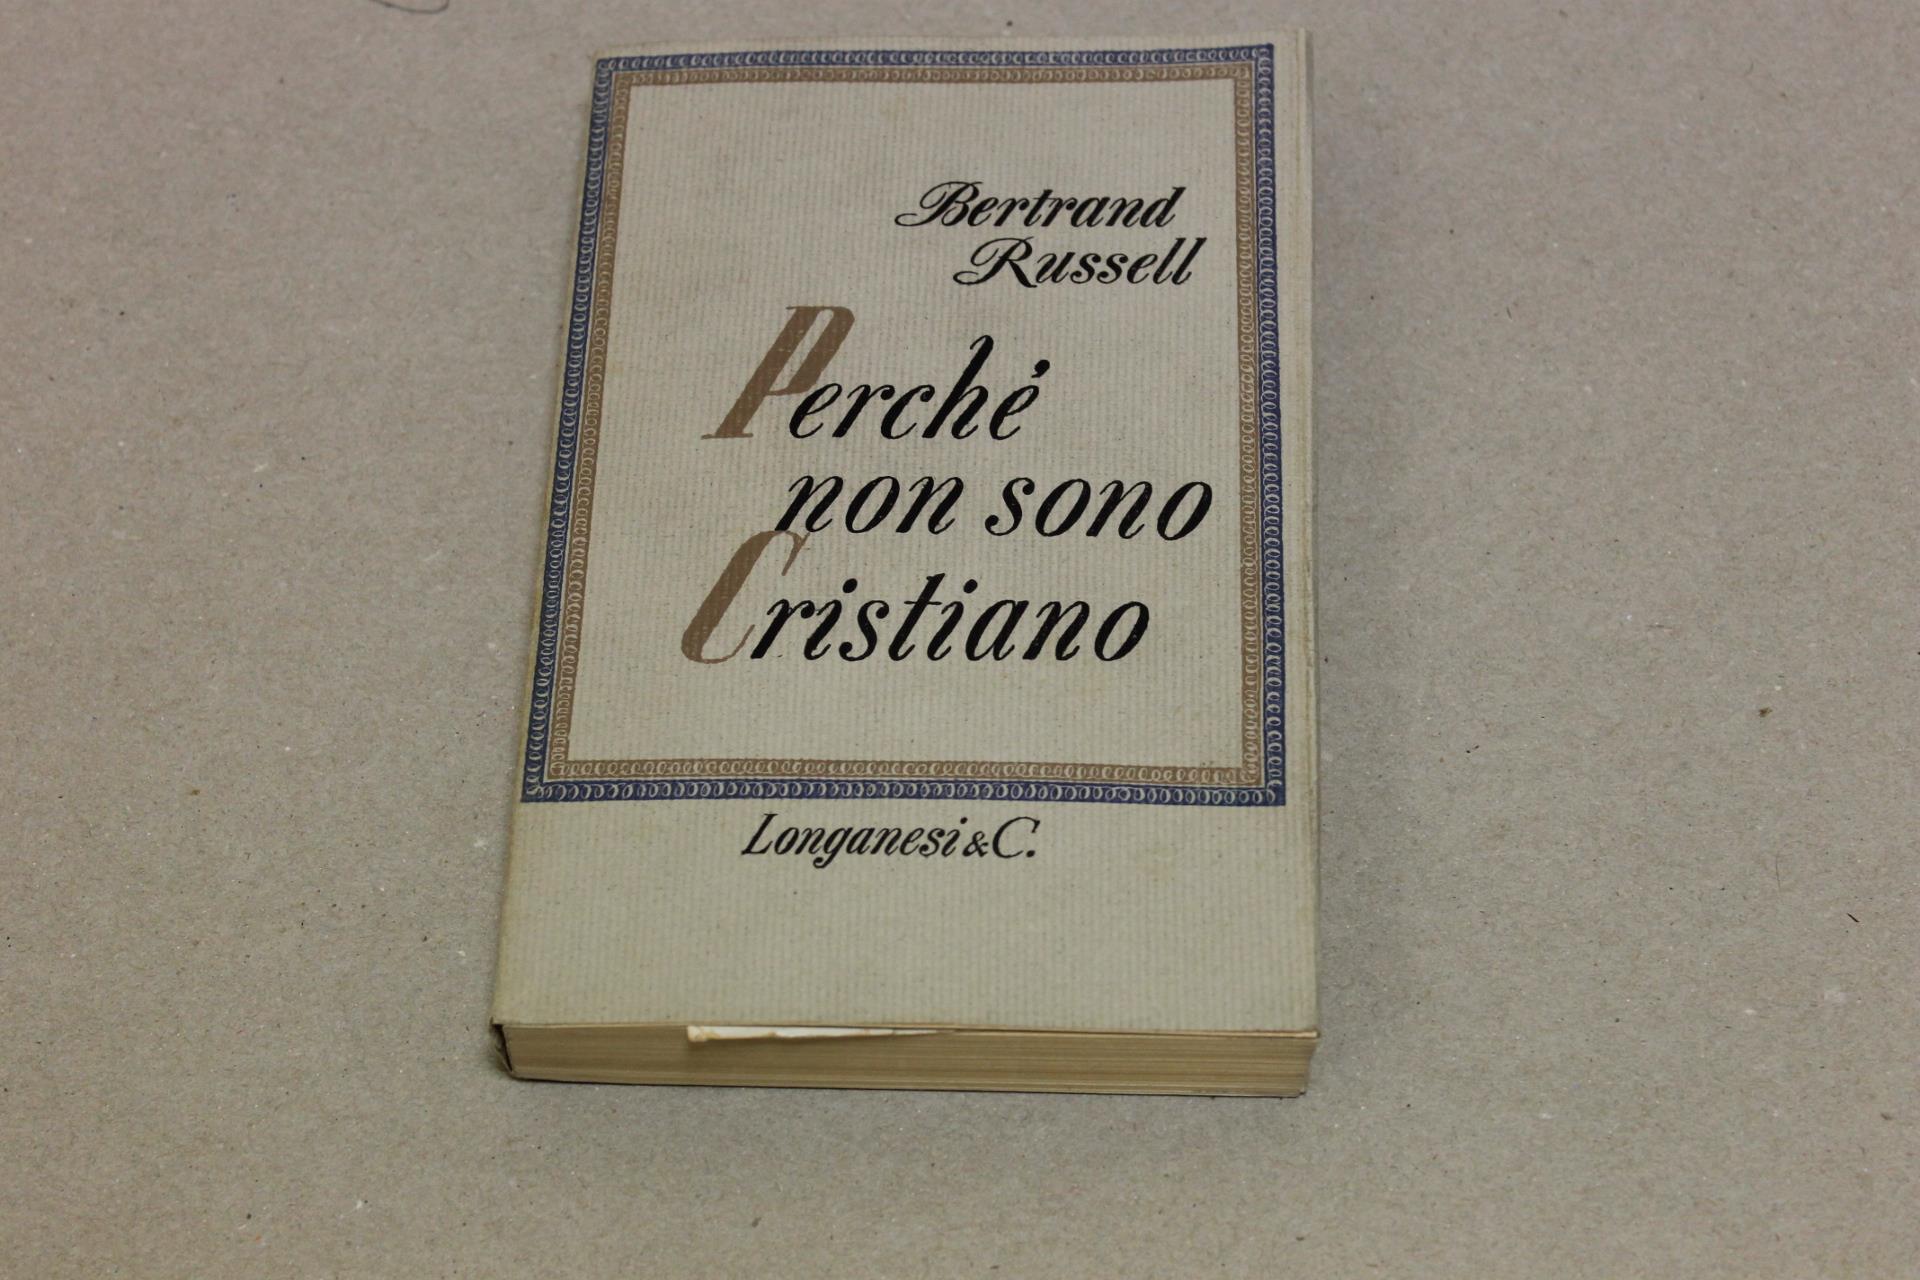 Bertrand
Russell
Perché
non sono
Cristiano
Longanesi & C.